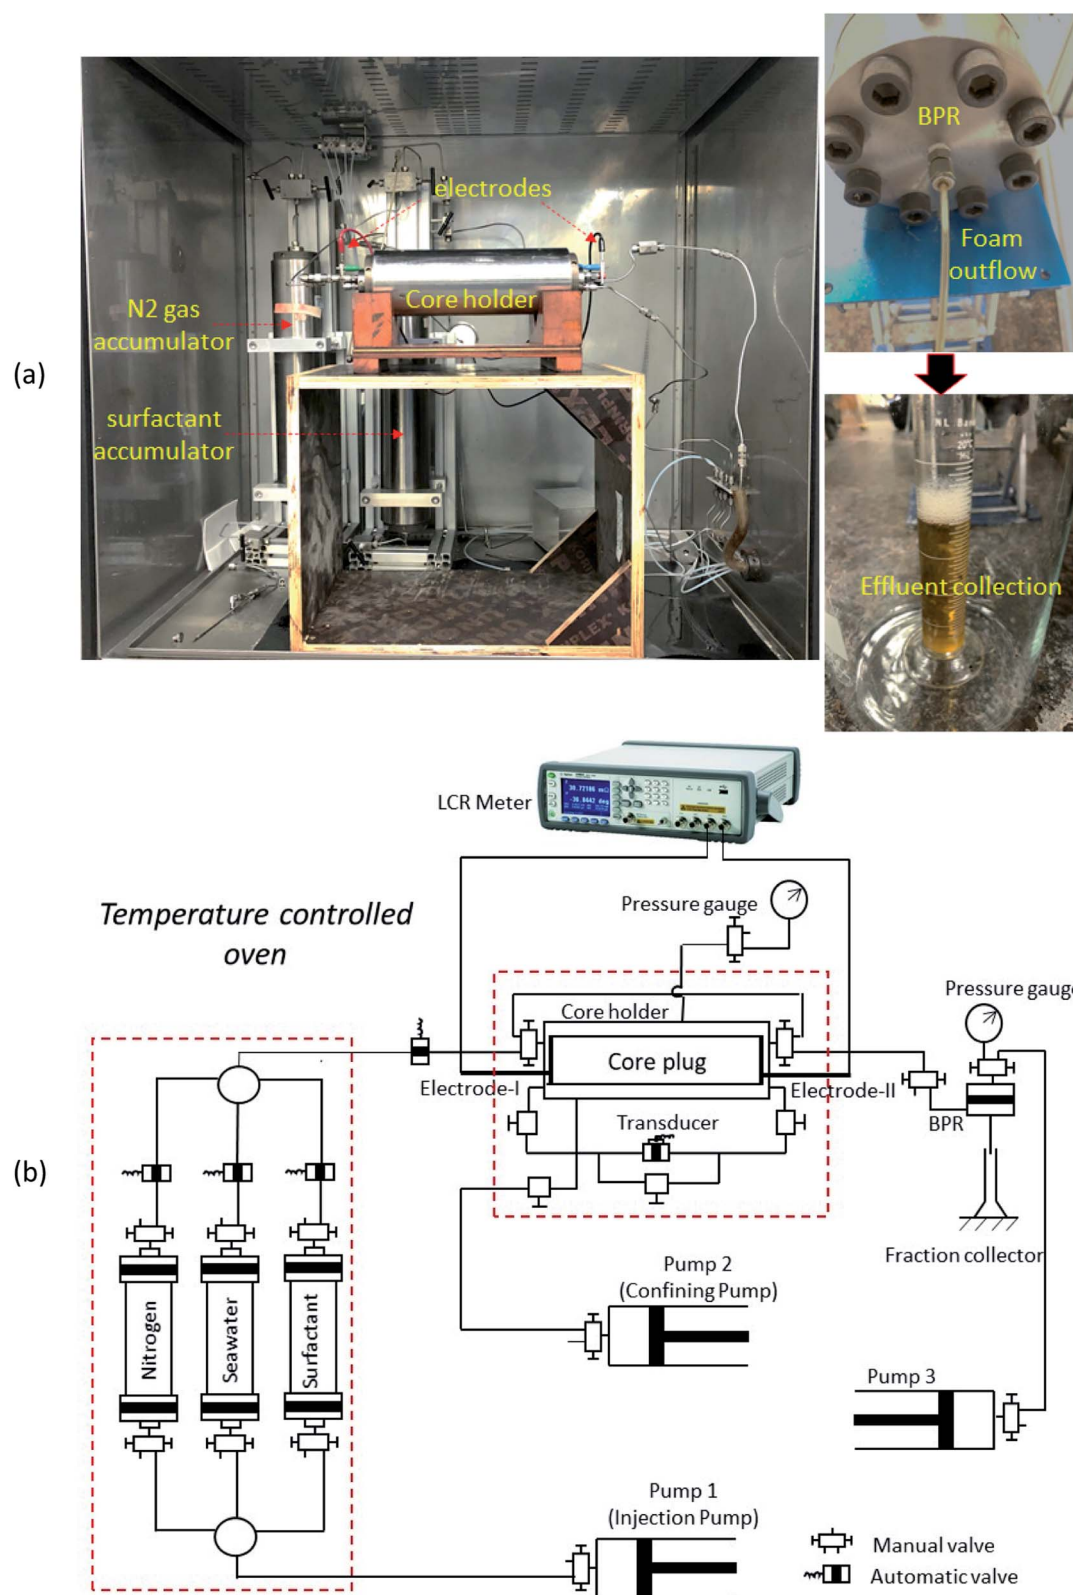 (a)
electrodes
N2 gas
accumulator
Core holder
surfactant
accumulator
BPR
Foam
outflow
20°C
Effluent collection
(b)
LCR Meter
Temperature controlled
oven
Pressure gauge
Core holder
Core plug
Electrode-I
Electrode-II
Transducer
Pressure gauge
BPR
Fraction collector
Nitrogen
Seawater
Surfactant
Pump 2
(Confining Pump)
Pump 3
Pump 1
(Injection Pump)
Manual valve
Automatic valve